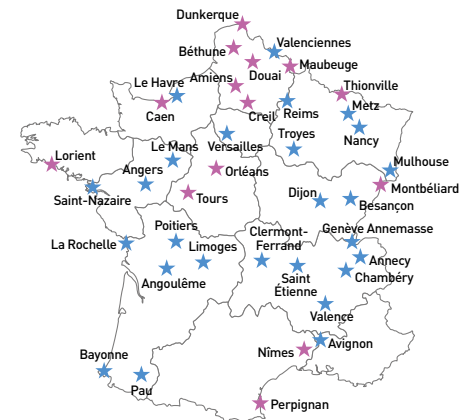 Dunkerque
Béthune
Valenciennes
Maubeuge
Douai
Le Havre
Amiens
Thionville
Metz
Caen
Creil
Reims
Nancy
Troyes
Versailles
Lorient
Le Mans
Angers
Orléans
Mulhouse
Montbéliard
Saint-Nazaire
Tours
Dijon
Besançon
Genève Annemasse
La Rochelle
Poitiers
Limoges
Clermont-
Ferrand
Annecy
Chambéry
Angoulême
Saint
Étienne
Valence
Avignon
Nîmes
Bayonne
Pau
Perpignan